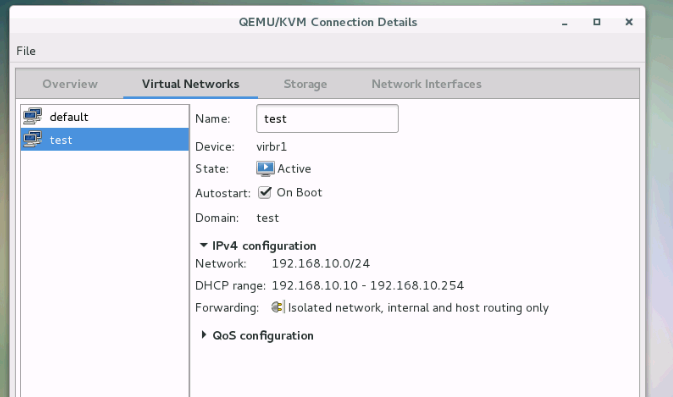 QEMU/KVM Connection Details
File
Overview Virtual Networks Storage Network Interfaces
default
test
Name: test
Device: virbr1
State: Active
Autostart: On Boot
Domain: test
IPv4 configuration
Network: 192.168.10.0/24
DHCP range: 192.168.10.10 - 192.168.10.254
Forwarding: Isolated network, internal and host routing only
QoS configuration